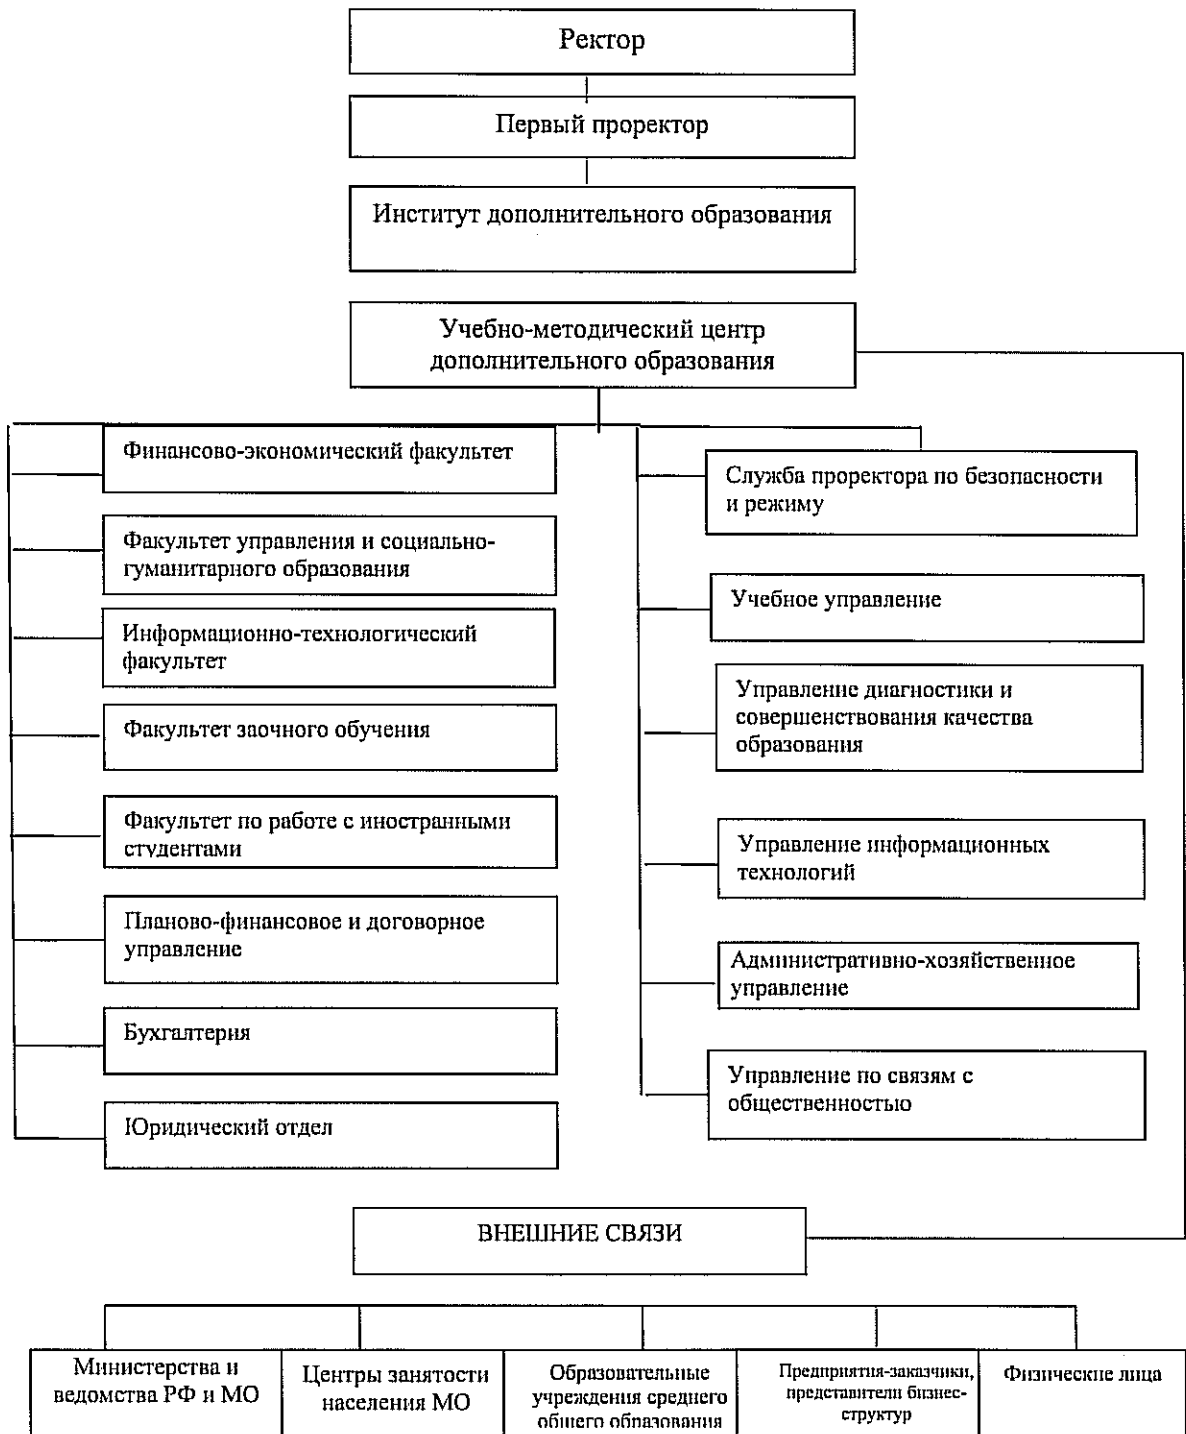 Ректор
Первый проректор
Институт дополнительного образования
Учебно-методический центр
дополнительного образования
Финансово-экономический факультет
Факультет управления и социально-
гуманитарного образования
Информационно-технологический
факультет
Факультет заочного обучения
Факультет по работе с иностранными
студентами
Планово-финансовое и договорное
управление
Бухгалтерия
Юридический отдел
Служба проректора по безопасности
и режиму
Учебное управление
Управление диагностики и
совершенствования качества
образования
Управление информационных
технологий
Административно-хозяйственное
управление
Управление по связям с
общественностью
ВНЕШНИЕ СВЯЗИ
Министерства и
ведомства РФ и МО
Центры занятости
населения МО
Образовательные
учреждения среднего
общего образования
Предприятия-заказчики,
представители бизнес-
структур
Физические лица